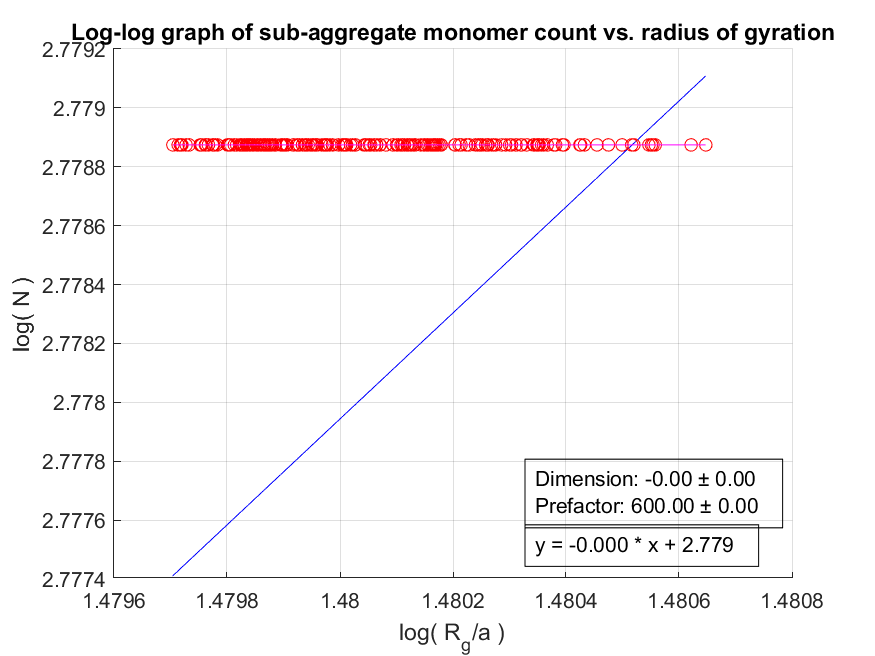 Log-log graph of sub-aggregate monomer count vs. radius of gyration
2.7792
2.779
2.7788
2.7786
2.7784
2.7782
2.778
2.7778
2.7776
2.7774
log( N )
Dimension: -0.00 ± 0.00
Prefactor: 600.00 ± 0.00
y = -0.000 * x + 2.779
1.4796 1.4798 1.48 1.4802 1.4804 1.4806 1.4808
log( Rg/a )